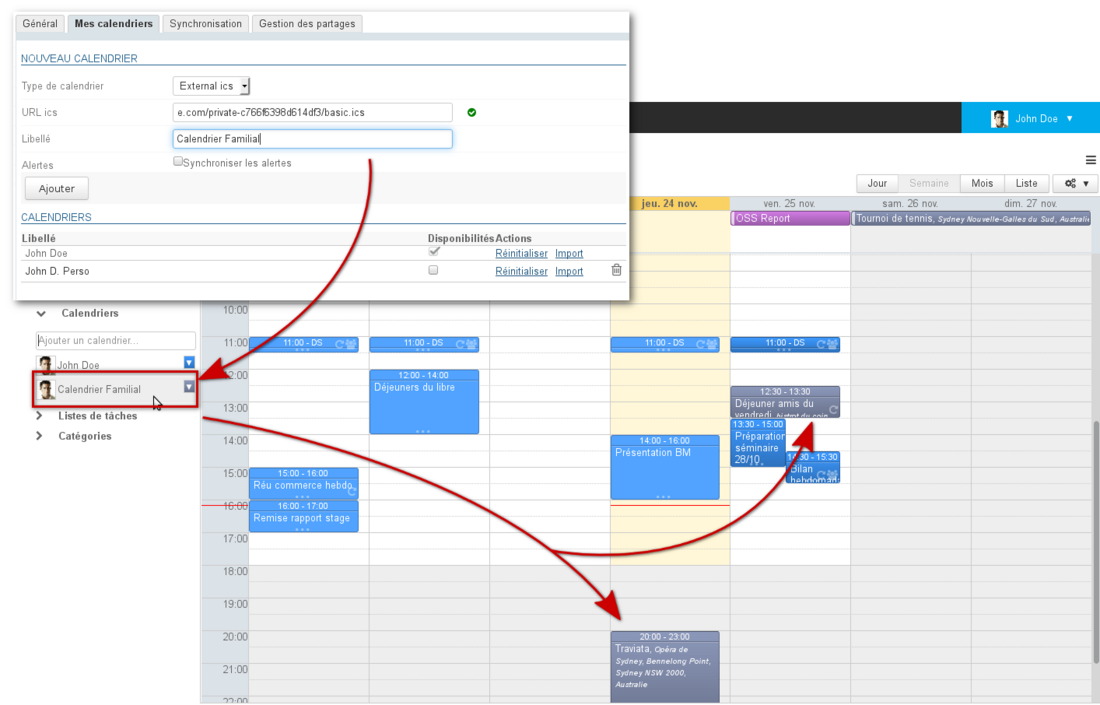 Général Mes calendriers Synchronisation Gestion des partages
NOUVEAU CALENDRIER
Type de calendrier External ics
URL ics e.com/private-c766f6398d614df3/basic.ics
Libellé Calendrier Familial
Alertes Synchroniser les alertes
Ajouter
CALENDRIERS
Libellé Disponibilités Actions
John Doe Réinitialiser Import
John D. Perso Réinitialiser Import
John Doe
Jour Semaine Mois Liste
jeu. 24 nov. ven. 25 nov. sam. 26 nov. dim. 27 nov.
OSS Report Tournoi de tennis, Sydney Nouvelle-Galles du Sud, Australie
Calendriers
Ajouter un calendrier...
John Doe
Calendrier Familial
Listes de tâches
Catégories
10:00
11:00 11:00 - DS 11:00 - DS 11:00 - DS 11:00 - DS
12:00 12:00 - 14:00
Déjeuners du libre
12:30 - 13:30
Déjeuner amis du
vendredi, bistrot du coin
13:00
13:30 - 15:00
Préparation
séminaire
28/10
14:00 14:00 - 16:00
Présentation BM
14:30 - 15:30
Bilan
hebdomada
15:00 15:00 - 16:00
Réu commerce hebdo
16:00 16:00 - 17:00
Remise rapport stage
17:00
18:00
19:00
20:00 20:00 - 23:00
Traviata, Opéra de
Sydney, Bennelong Point,
Sydney NSW 2000,
Australie
21:00
22:00